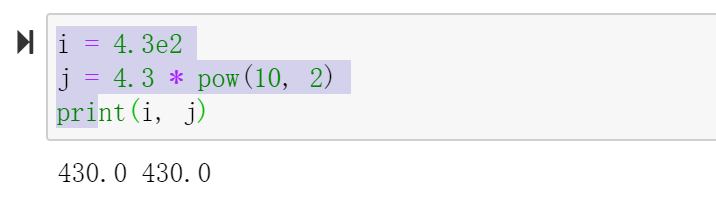 i = 4.3e2
j = 4.3 * pow(10, 2)
print(i, j)
430.0 430.0